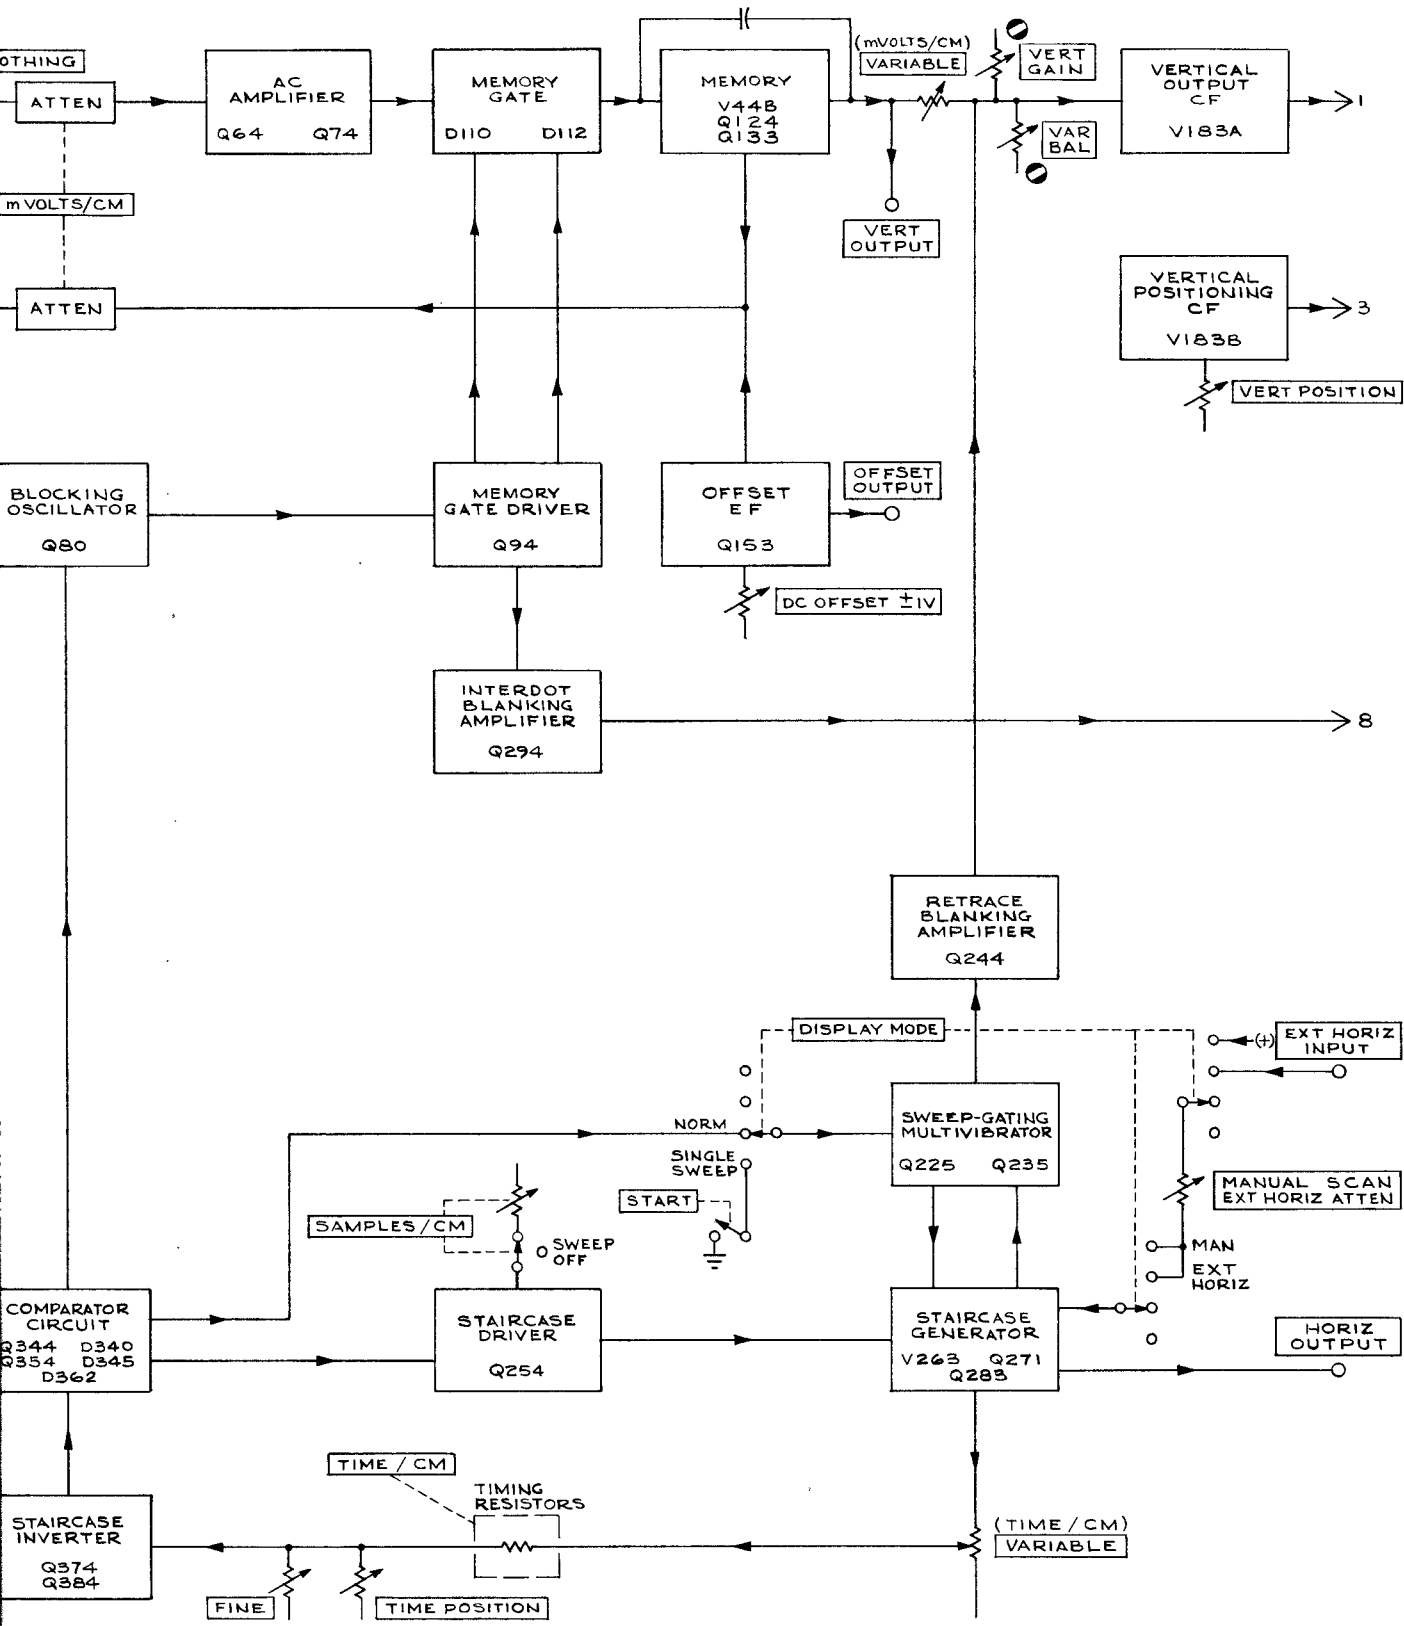 OTHING
ATTEN
mVOLTS/CM
ATTEN
AC
AMPLIFIER
Q64 Q74
MEMORY
GATE
D110 D112
MEMORY
V44B
Q124
Q133
(mVOLTS/CM)
VARIABLE
VERT
GAIN
VAR
BAL
VERT
OUTPUT
VERTICAL
OUTPUT
CF
V183A
1
VERTICAL
POSITIONING
CF
V183B
3
VERT POSITION
BLOCKING
OSCILLATOR
Q80
MEMORY
GATE DRIVER
Q94
OFFSET
EF
Q153
OFFSET
OUTPUT
DC OFFSET ±1V
INTERDOT
BLANKING
AMPLIFIER
Q294
8
RETRACE
BLANKING
AMPLIFIER
Q244
DISPLAY MODE
EXT HORIZ
INPUT
(+)
NORM
SINGLE
SWEEP
START
SWEEP-GATING
MULTIVIBRATOR
Q225 Q235
MANUAL SCAN
EXT HORIZ ATTEN
MAN
EXT
HORIZ
SAMPLES/CM
SWEEP
OFF
COMPARATOR
CIRCUIT
Q344 D340
Q354 D345
D362
STAIRCASE
DRIVER
Q254
STAIRCASE
GENERATOR
V263 Q271
Q283
HORIZ
OUTPUT
TIME / CM
TIMING
RESISTORS
(TIME / CM)
VARIABLE
STAIRCASE
INVERTER
Q374
Q384
FINE
TIME POSITION